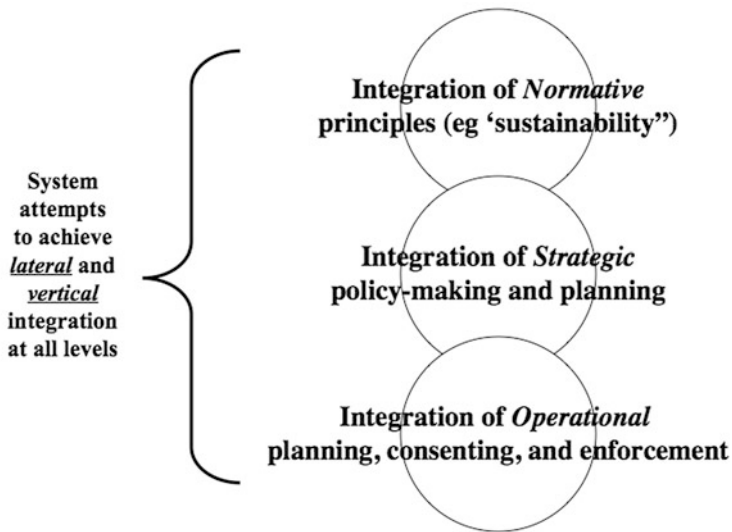 System
attempts
to achieve
lateral and
vertical
integration
at all levels
Integration of Normative
principles (eg ‘sustainability”)
Integration of Strategic
policy-making and planning
Integration of Operational
planning, consenting, and enforcement